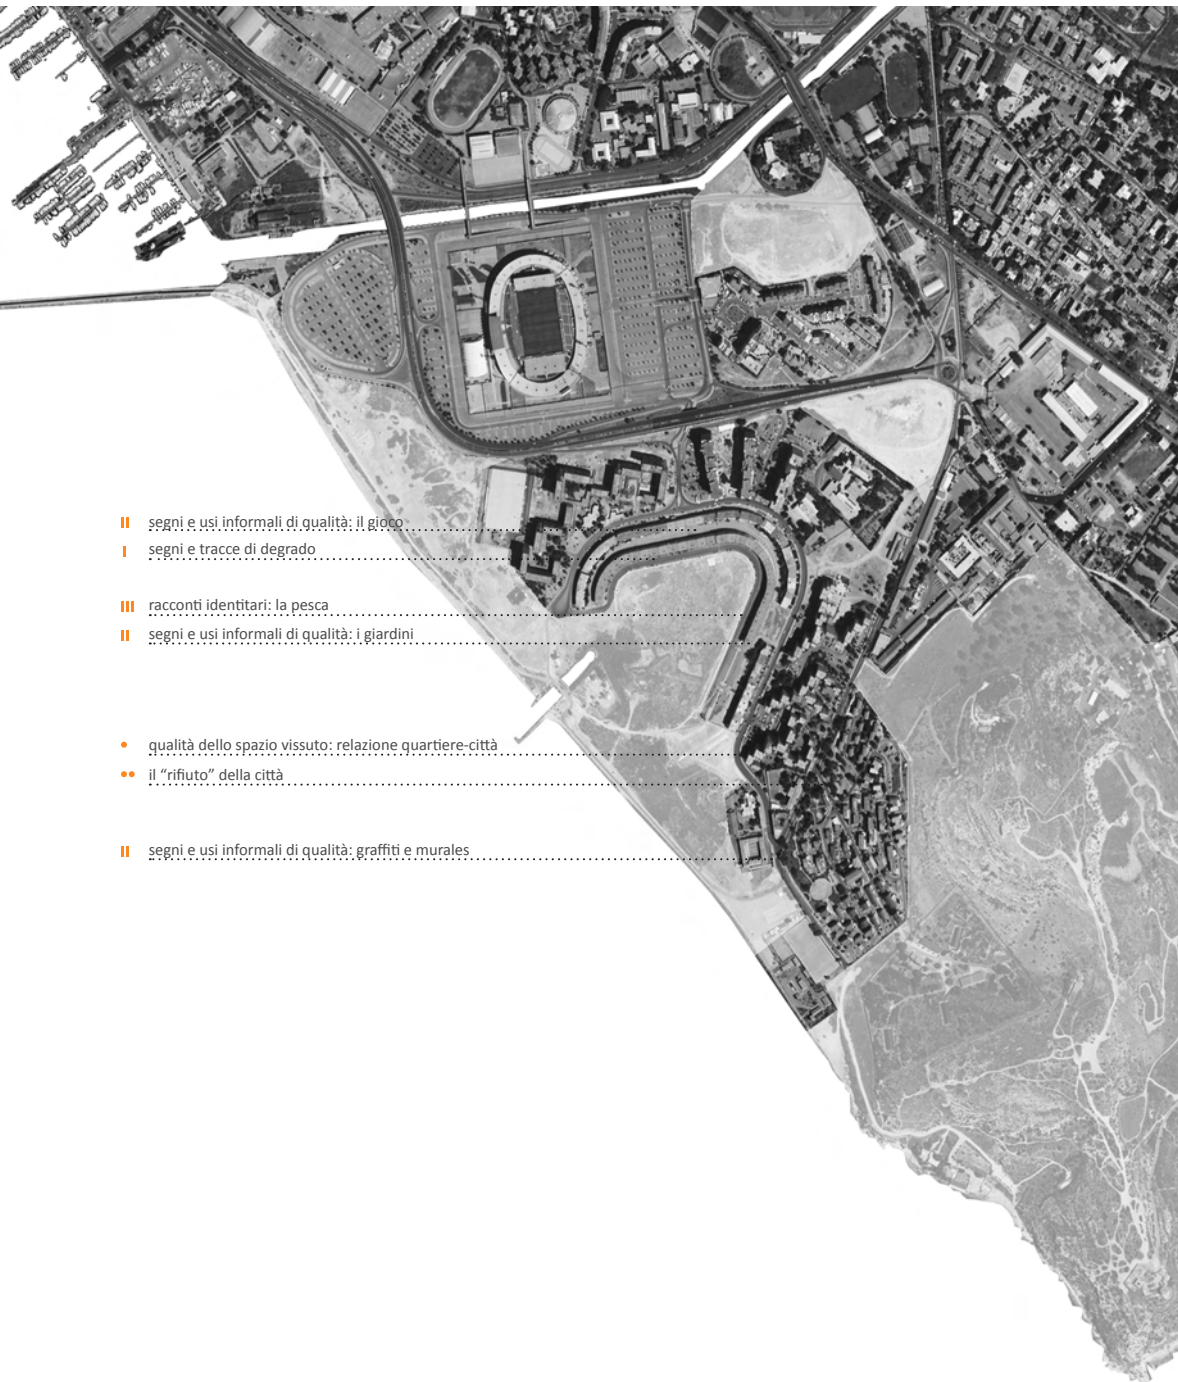 segni e usi informali di qualità: il gioco
segni e tracce di degrado
racconti identitari: la pesca
segni e usi informali di qualità: i giardini
qualità dello spazio vissuto: relazione quartiere-città
il “rifiuto” della città
segni e usi informali di qualità: graffiti e murales